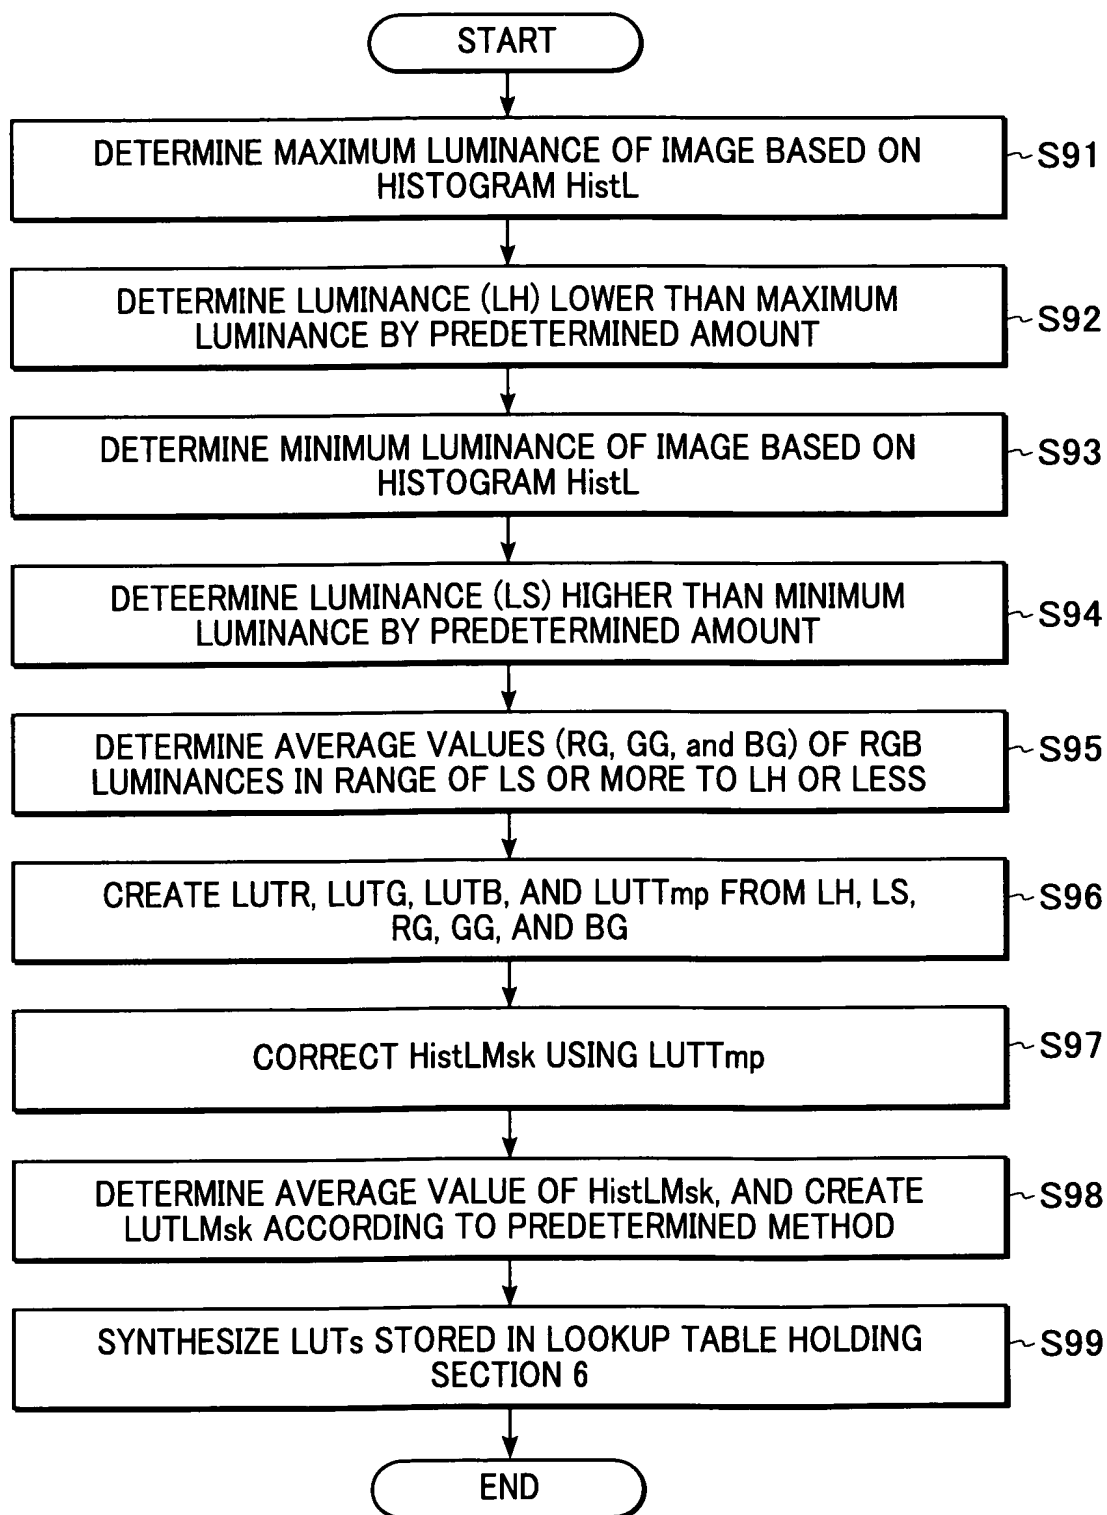 START
DETERMINE MAXIMUM LUMINANCE OF IMAGE BASED ON
HISTOGRAM HistL
S91
DETERMINE LUMINANCE (LH) LOWER THAN MAXIMUM
LUMINANCE BY PREDETERMINED AMOUNT
S92
DETERMINE MINIMUM LUMINANCE OF IMAGE BASED ON
HISTOGRAM HistL
S93
DETEERMINE LUMINANCE (LS) HIGHER THAN MINIMUM
LUMINANCE BY PREDETERMINED AMOUNT
S94
DETERMINE AVERAGE VALUES (RG, GG, and BG) OF RGB
LUMINANCES IN RANGE OF LS OR MORE TO LH OR LESS
S95
CREATE LUTR, LUTG, LUTB, AND LUTTmp FROM LH, LS,
RG, GG, AND BG
S96
CORRECT HistLMsk USING LUTTmp
S97
DETERMINE AVERAGE VALUE OF HistLMsk, AND CREATE
LUTLMsk ACCORDING TO PREDETERMINED METHOD
S98
SYNTHESIZE LUTs STORED IN LOOKUP TABLE HOLDING
SECTION 6
S99
END